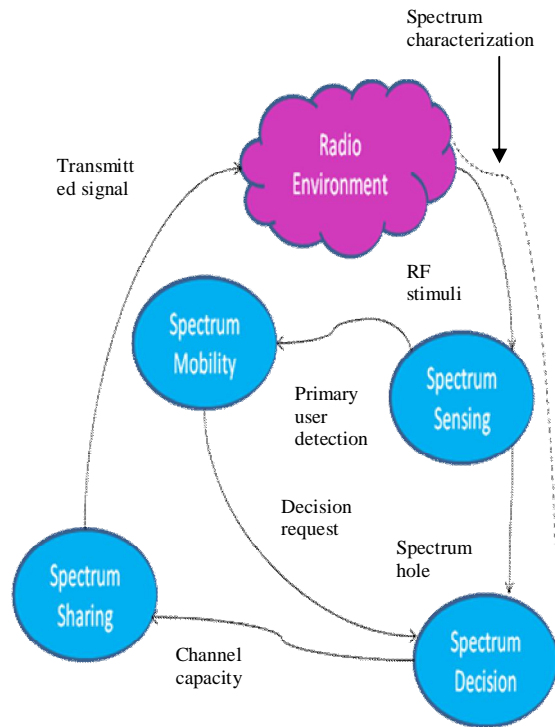 Spectrum
characterization
Radio
Environment
Transmitt
ed signal
RF
stimuli
Spectrum
Mobility
Spectrum
Sensing
Primary
user
detection
Decision
request
Spectrum
hole
Spectrum
Sharing
Channel
capacity
Spectrum
Decision